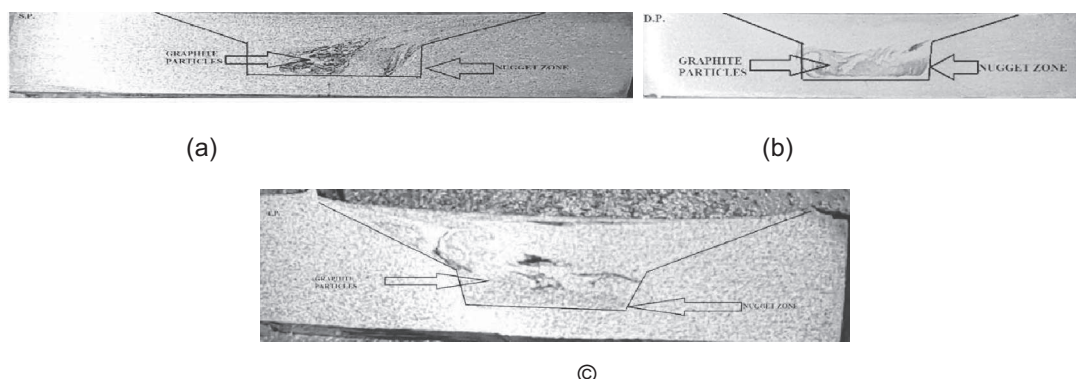 S.P.
GRAPHITE
PARTICLES
NUGGET ZONE
(a)
D.P.
GRAPHITE
PARTICLES
NUGGET ZONE
(b)
GRAPHITE
PARTICLES
NUGGET ZONE
©